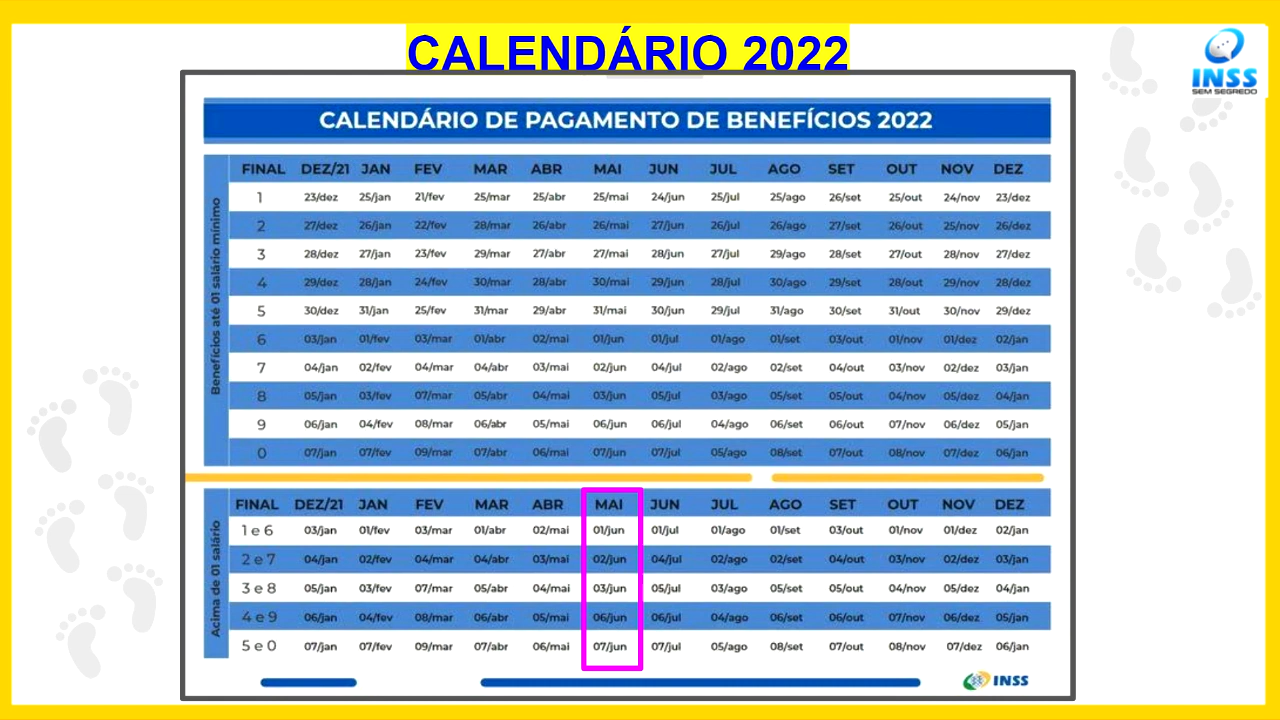 CALENDÁRIO 2022
INSS
SEM SEGREDO
CALENDÁRIO DE PAGAMENTO DE BENEFÍCIOS 2022
Benefícios até 01 salário mínimo
FINAL DEZ/21 JAN FEV MAR ABR MAI JUN JUL AGO SET OUT NOV DEZ
1 23/dez 25/jan 21/fev 25/mar 25/abr 25/mai 24/jun 25/jul 25/ago 26/set 25/out 24/nov 23/dez
2 27/dez 26/jan 22/fev 28/mar 26/abr 26/mai 27/jun 26/jul 26/ago 27/set 26/out 25/nov 26/dez
3 28/dez 27/jan 23/fev 29/mar 27/abr 27/mai 28/jun 27/jul 29/ago 28/set 27/out 28/nov 27/dez
4 29/dez 28/jan 24/fev 30/mar 28/abr 30/mai 29/jun 28/jul 30/ago 29/set 28/out 29/nov 28/dez
5 30/dez 31/jan 25/fev 31/mar 29/abr 31/mai 30/jun 29/jul 31/ago 30/set 31/out 30/nov 29/dez
6 03/jan 01/fev 03/mar 01/abr 02/mai 01/jun 01/jul 01/ago 01/set 03/out 01/nov 01/dez 02/jan
7 04/jan 02/fev 04/mar 04/abr 03/mai 02/jun 04/jul 02/ago 02/set 04/out 03/nov 02/dez 03/jan
8 05/jan 03/fev 07/mar 05/abr 04/mai 03/jun 05/jul 03/ago 05/set 05/out 04/nov 05/dez 04/jan
9 06/jan 04/fev 08/mar 06/abr 05/mai 06/jun 06/jul 04/ago 06/set 06/out 07/nov 06/dez 05/jan
0 07/jan 07/fev 09/mar 07/abr 06/mai 07/jun 07/jul 05/ago 08/set 07/out 08/nov 07/dez 06/jan
Acima de 01 salário
FINAL DEZ/21 JAN FEV MAR ABR MAI JUN JUL AGO SET OUT NOV DEZ
1 e 6 03/jan 01/fev 03/mar 01/abr 02/mai 01/jun 01/jul 01/ago 01/set 03/out 01/nov 01/dez 02/jan
2 e 7 04/jan 02/fev 04/mar 04/abr 03/mai 02/jun 04/jul 02/ago 02/set 04/out 03/nov 02/dez 03/jan
3 e 8 05/jan 03/fev 07/mar 05/abr 04/mai 03/jun 05/jul 03/ago 05/set 05/out 04/nov 05/dez 04/jan
4 e 9 06/jan 04/fev 08/mar 06/abr 05/mai 06/jun 06/jul 04/ago 06/set 06/out 07/nov 06/dez 05/jan
5 e 0 07/jan 07/fev 09/mar 07/abr 06/mai 07/jun 07/jul 05/ago 08/set 07/out 08/nov 07/dez 06/jan
INSS